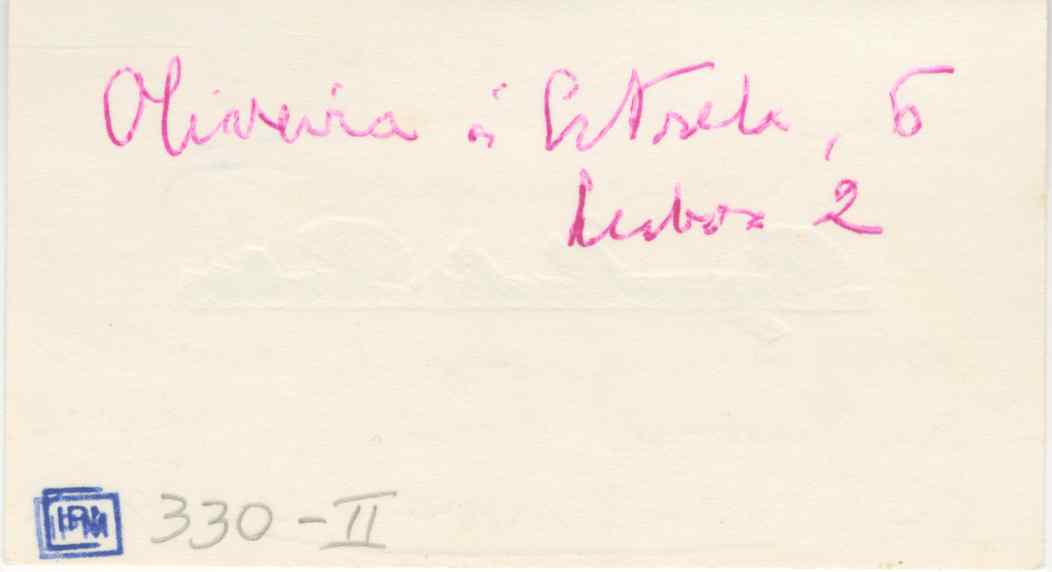 Oliveira à Estrela, 5
Lisboa 2
330-II